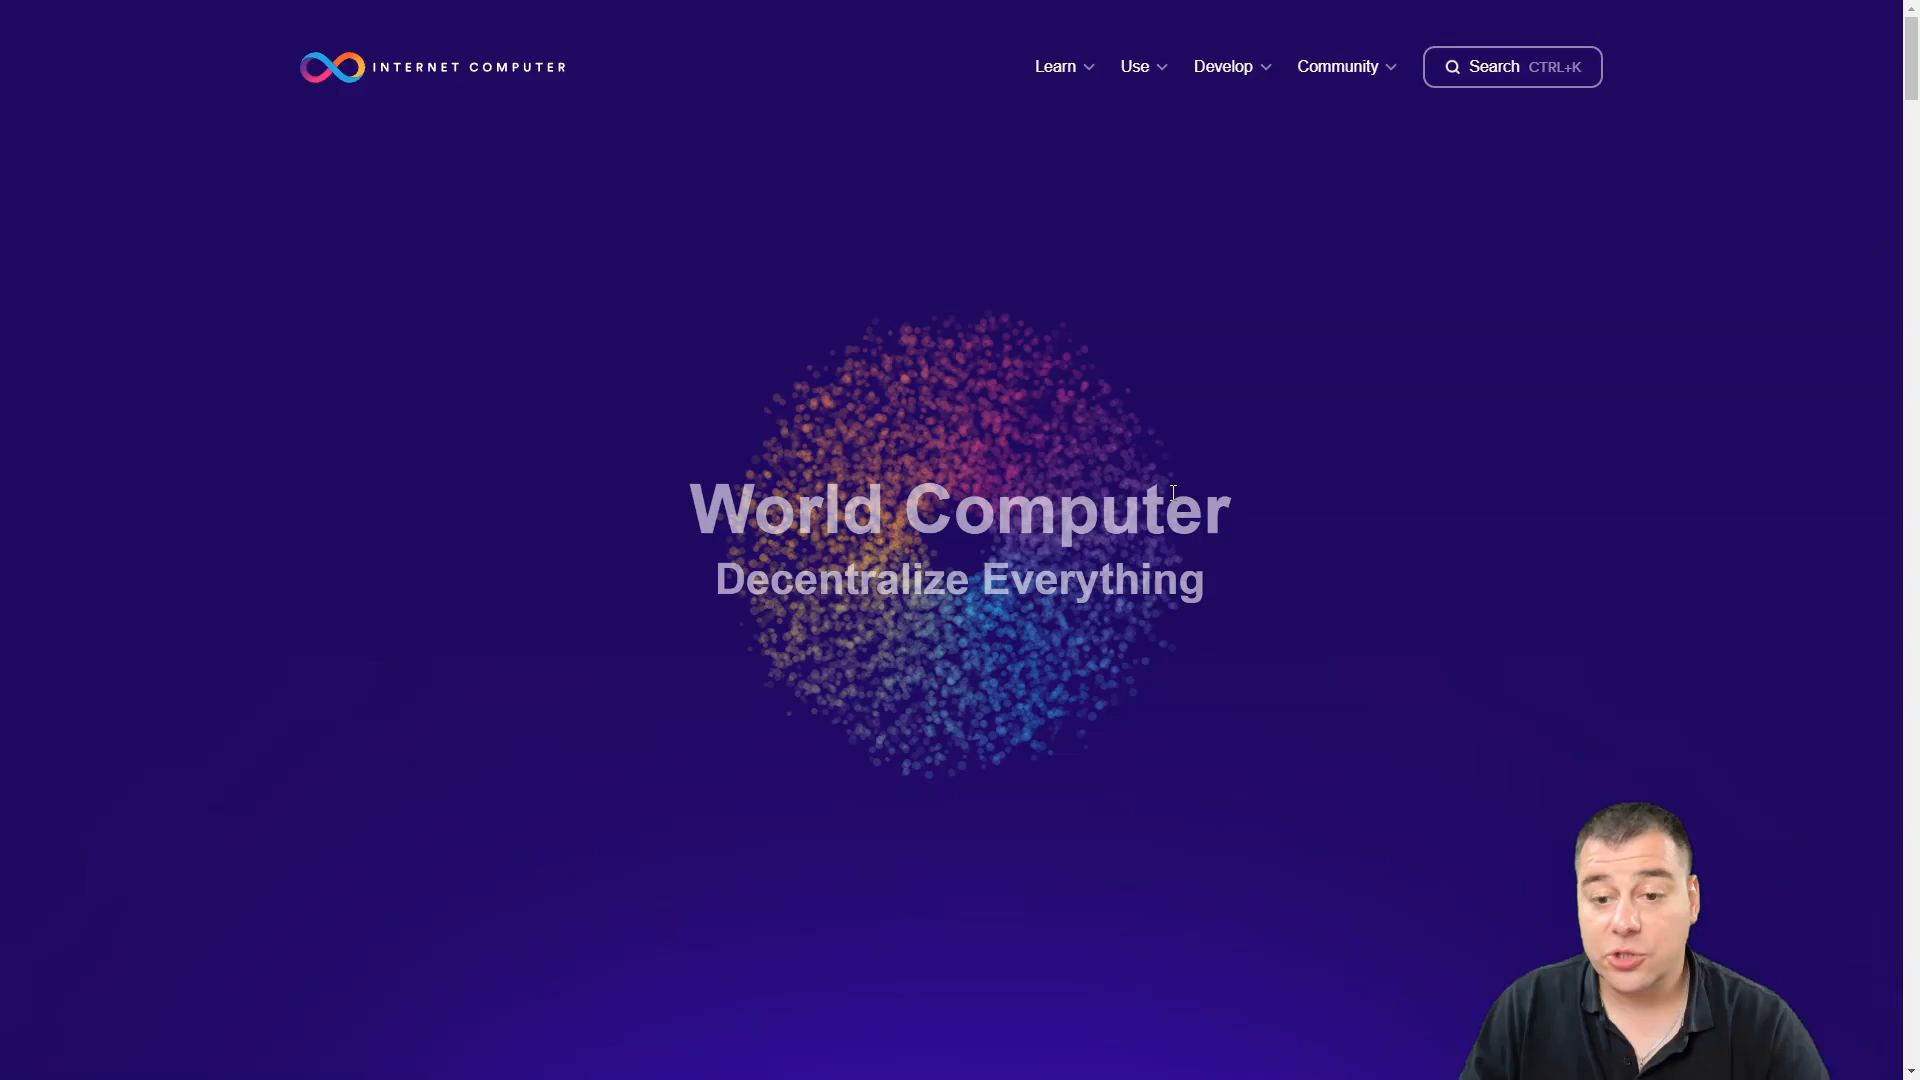 INTERNET COMPUTER
Learn
Use
Develop
Community
Search CTRL+K
World Computer
Decentralize Everything